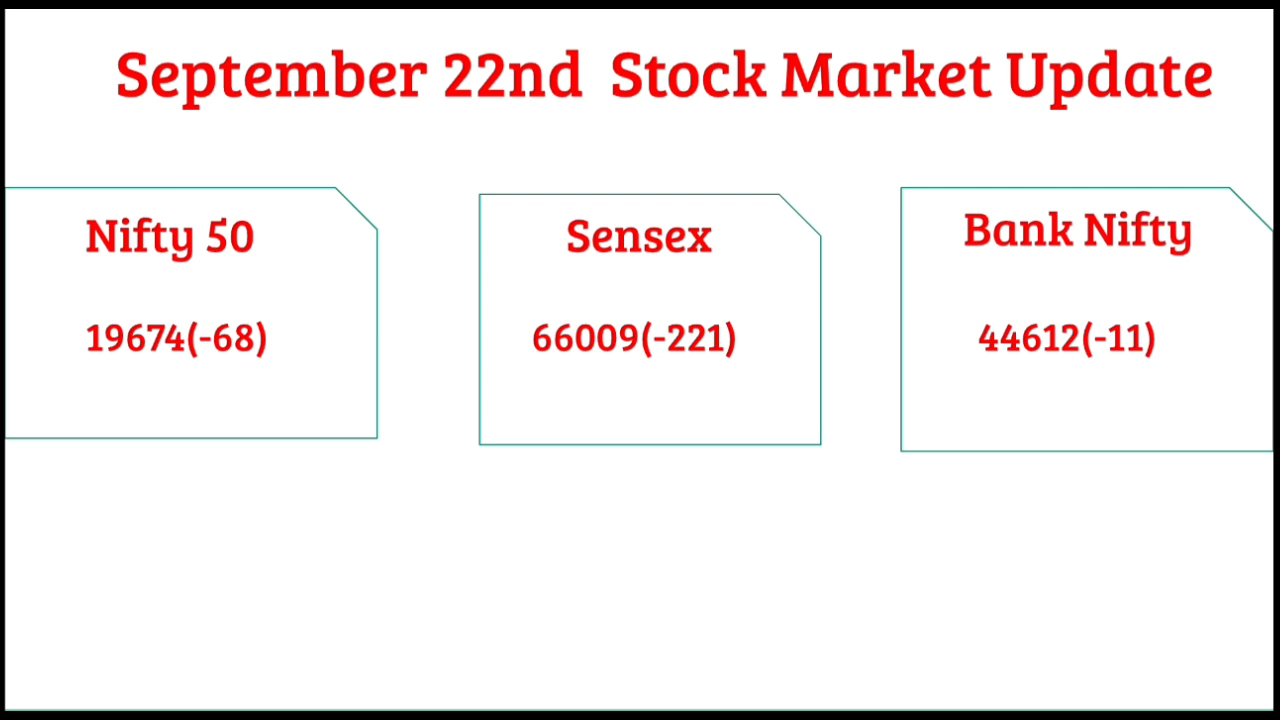 September 22nd Stock Market Update
Nifty 50
19674(-68)
Sensex
66009(-221)
Bank Nifty
44612(-11)